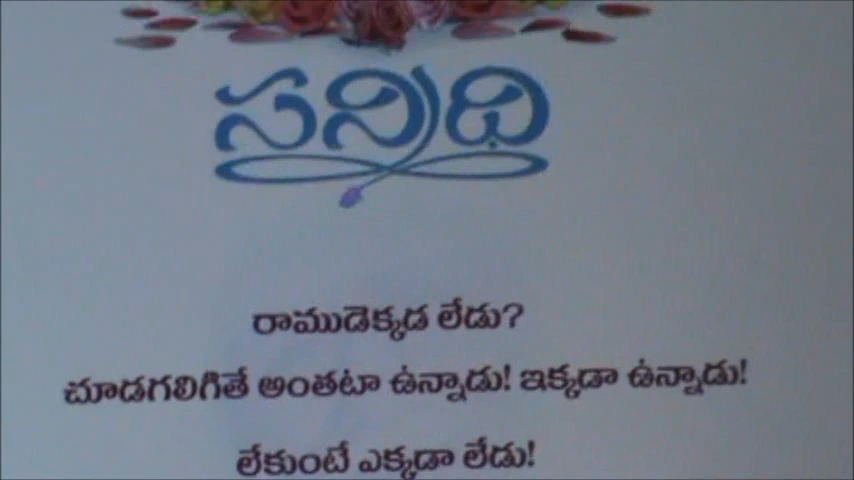 సన్నిధి
రాముడెక్కడ లేడు?
చూడగలిగితే అంతటా ఉన్నాడు! ఇక్కడా ఉన్నాడు!
లేకుంటే ఎక్కడా లేడు!